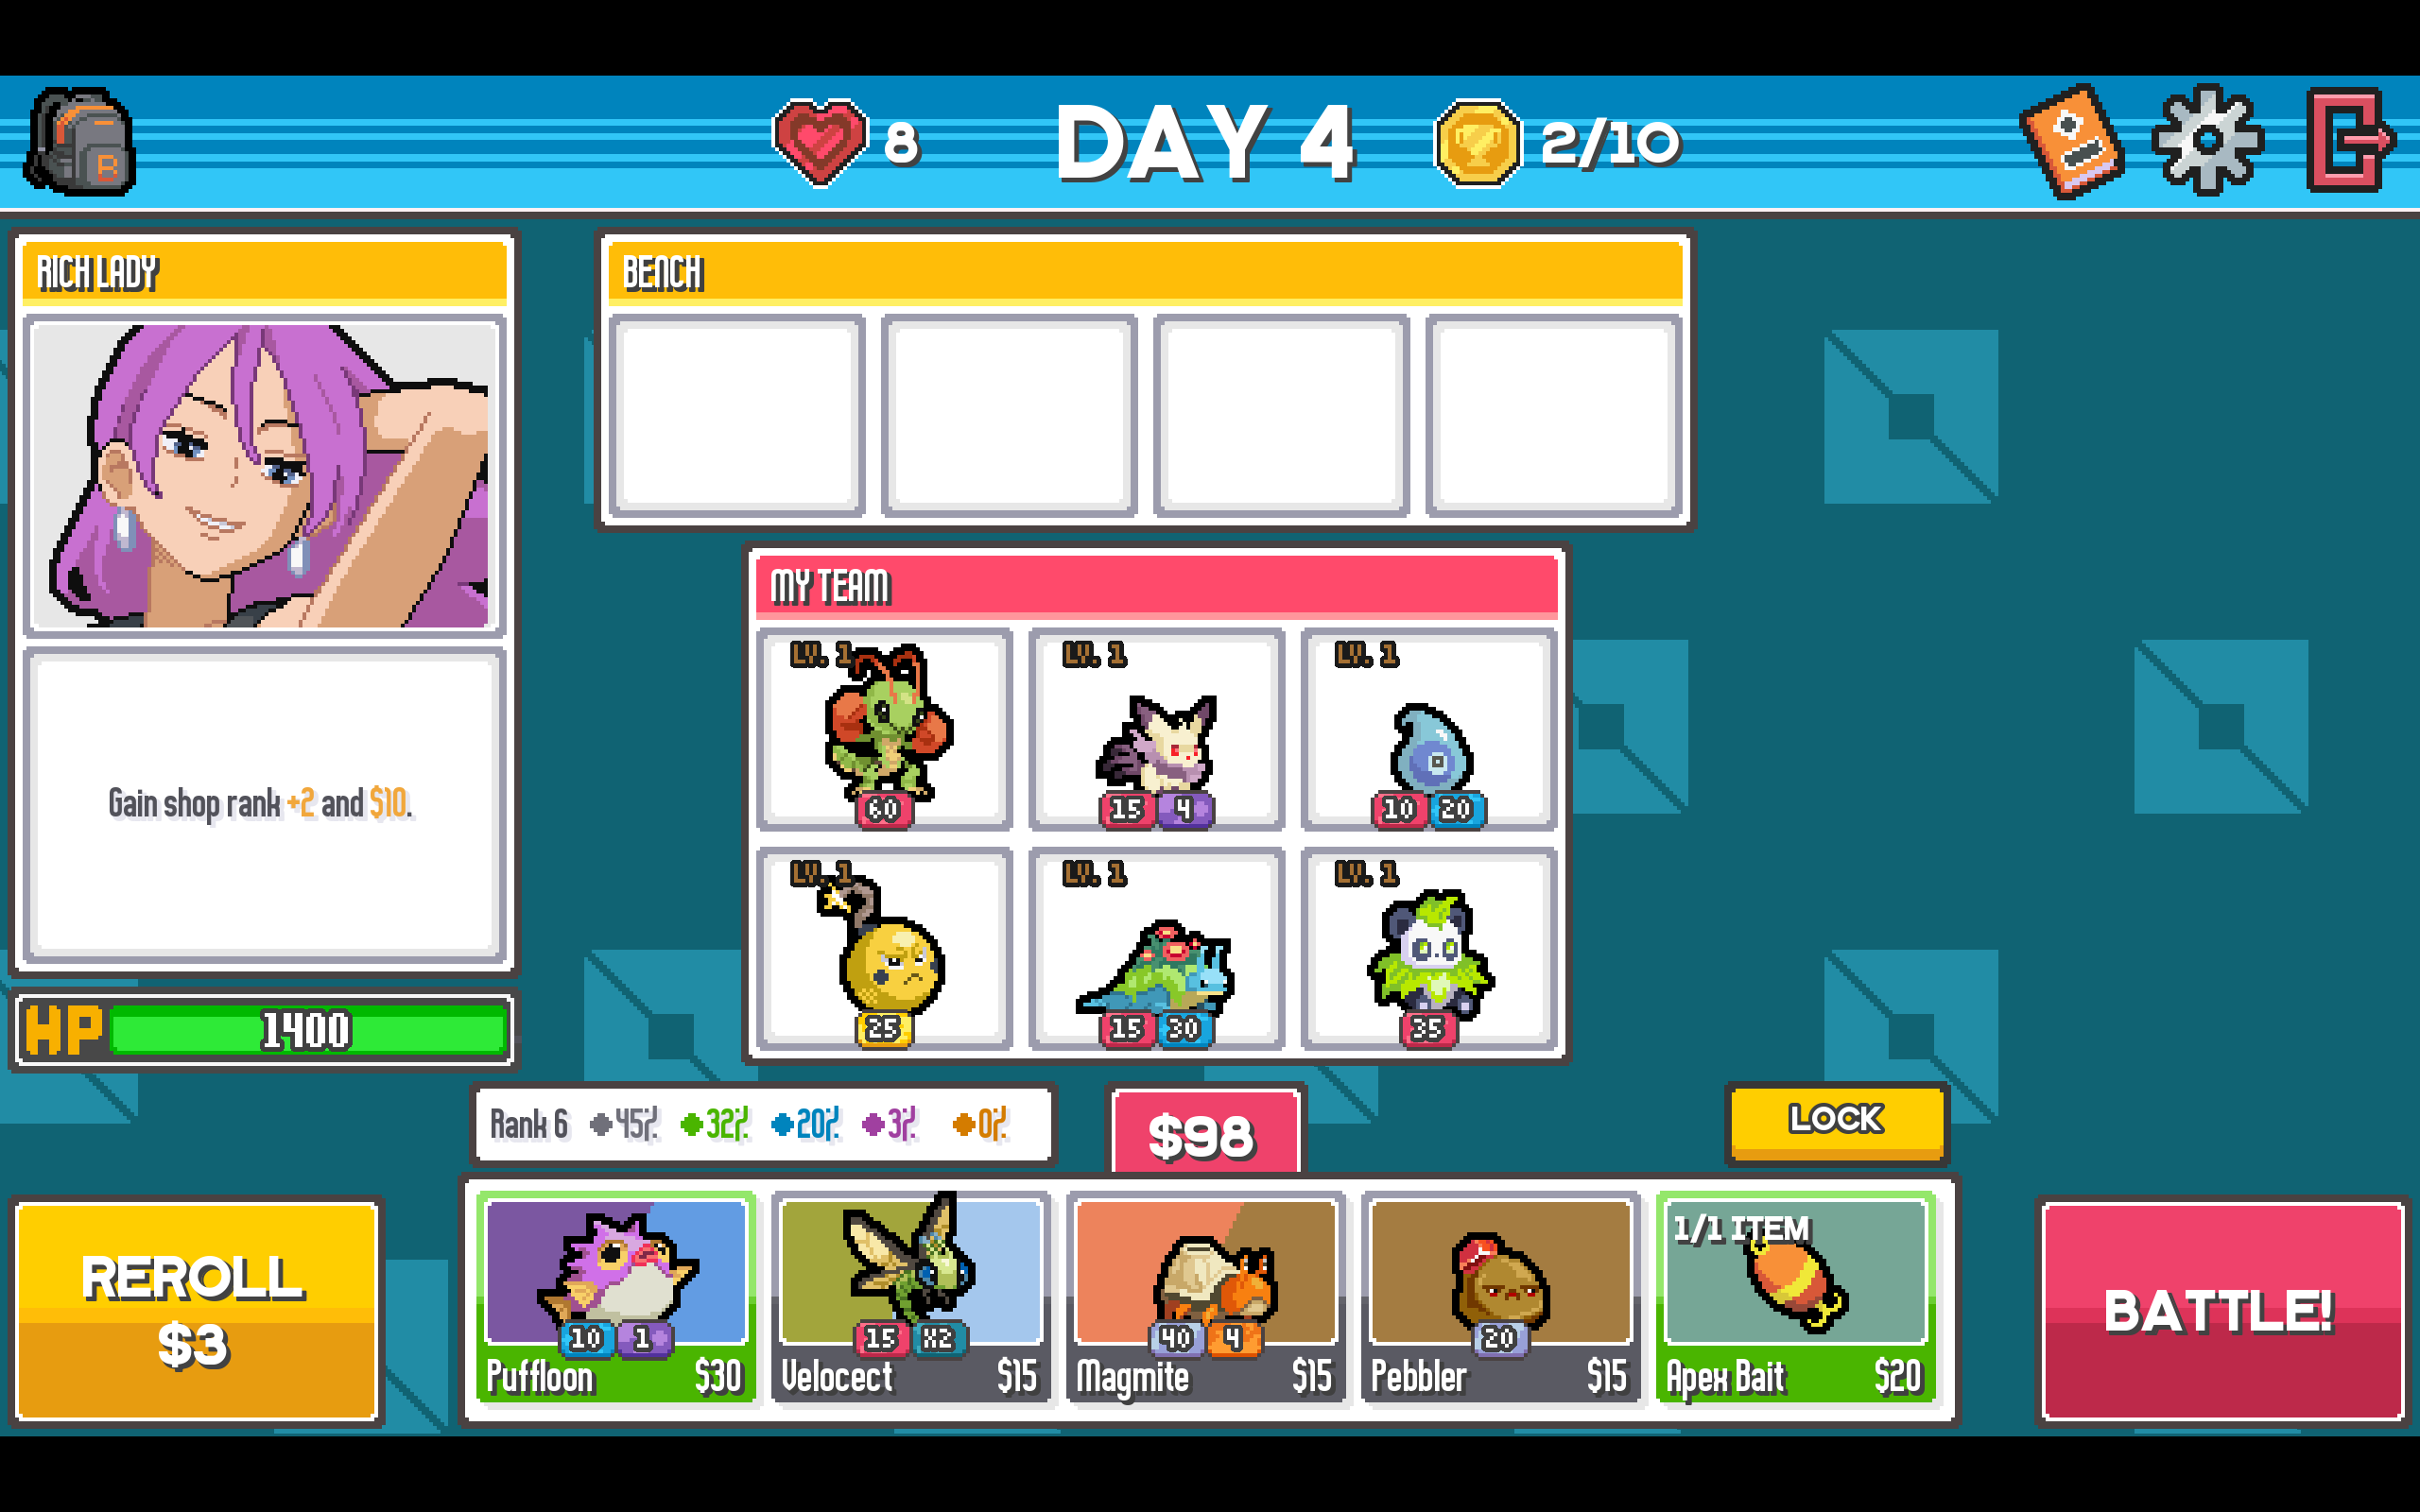 B
8
DAY 4
2/10
RICH LADY
BENCH
Gain shop rank +2 and $10.
HP 1400
MY TEAM
LV. 1
LV. 1
LV. 1
60
15 4
10 20
LV. 1
LV. 1
LV. 1
25
15 30
35
Rank 6 45% 32% 20% 3% 0%
$98
LOCK
REROLL
$3
1/1 ITEM
10 1
15 X2
40 4
20
Puffloon $30
Velocect $15
Magmite $15
Pebbler $15
Apex Bait $20
BATTLE!